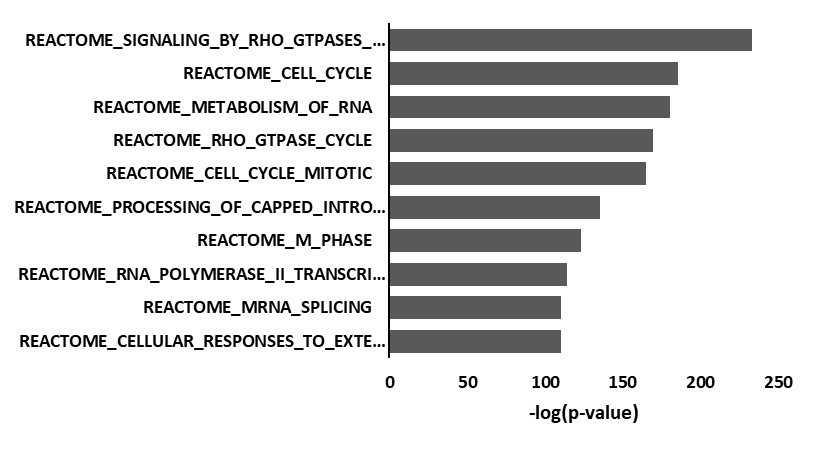 REACTOME_SIGNALING_BY_RHO_GTPASES_...
REACTOME_CELL_CYCLE
REACTOME_METABOLISM_OF_RNA
REACTOME_RHO_GTPASE_CYCLE
REACTOME_CELL_CYCLE_MITOTIC
REACTOME_PROCESSING_OF_CAPPED_INTRO...
REACTOME_M_PHASE
REACTOME_RNA_POLYMERASE_II_TRANSCRI...
REACTOME_MRNA_SPLICING
REACTOME_CELLULAR_RESPONSES_TO_EXTE...
0 50 100 150 200 250
-log(p-value)